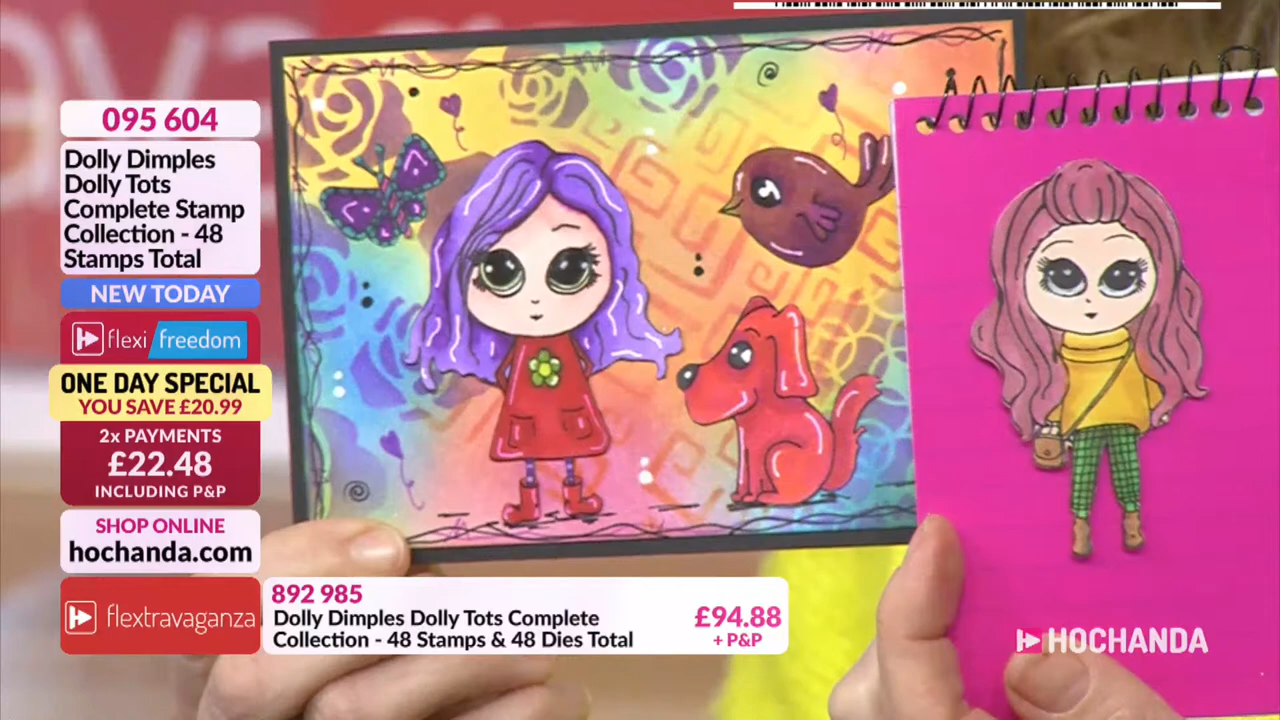 095 604
Dolly Dimples
Dolly Tots
Complete Stamp
Collection - 48
Stamps Total
NEW TODAY
flexi freedom
ONE DAY SPECIAL
YOU SAVE £20.99
2x PAYMENTS
£22.48
INCLUDING P&P
SHOP ONLINE
hochanda.com
flextravaganza
892 985
Dolly Dimples Dolly Tots Complete
Collection - 48 Stamps & 48 Dies Total
£94.88
+ P&P
HOCHANDA